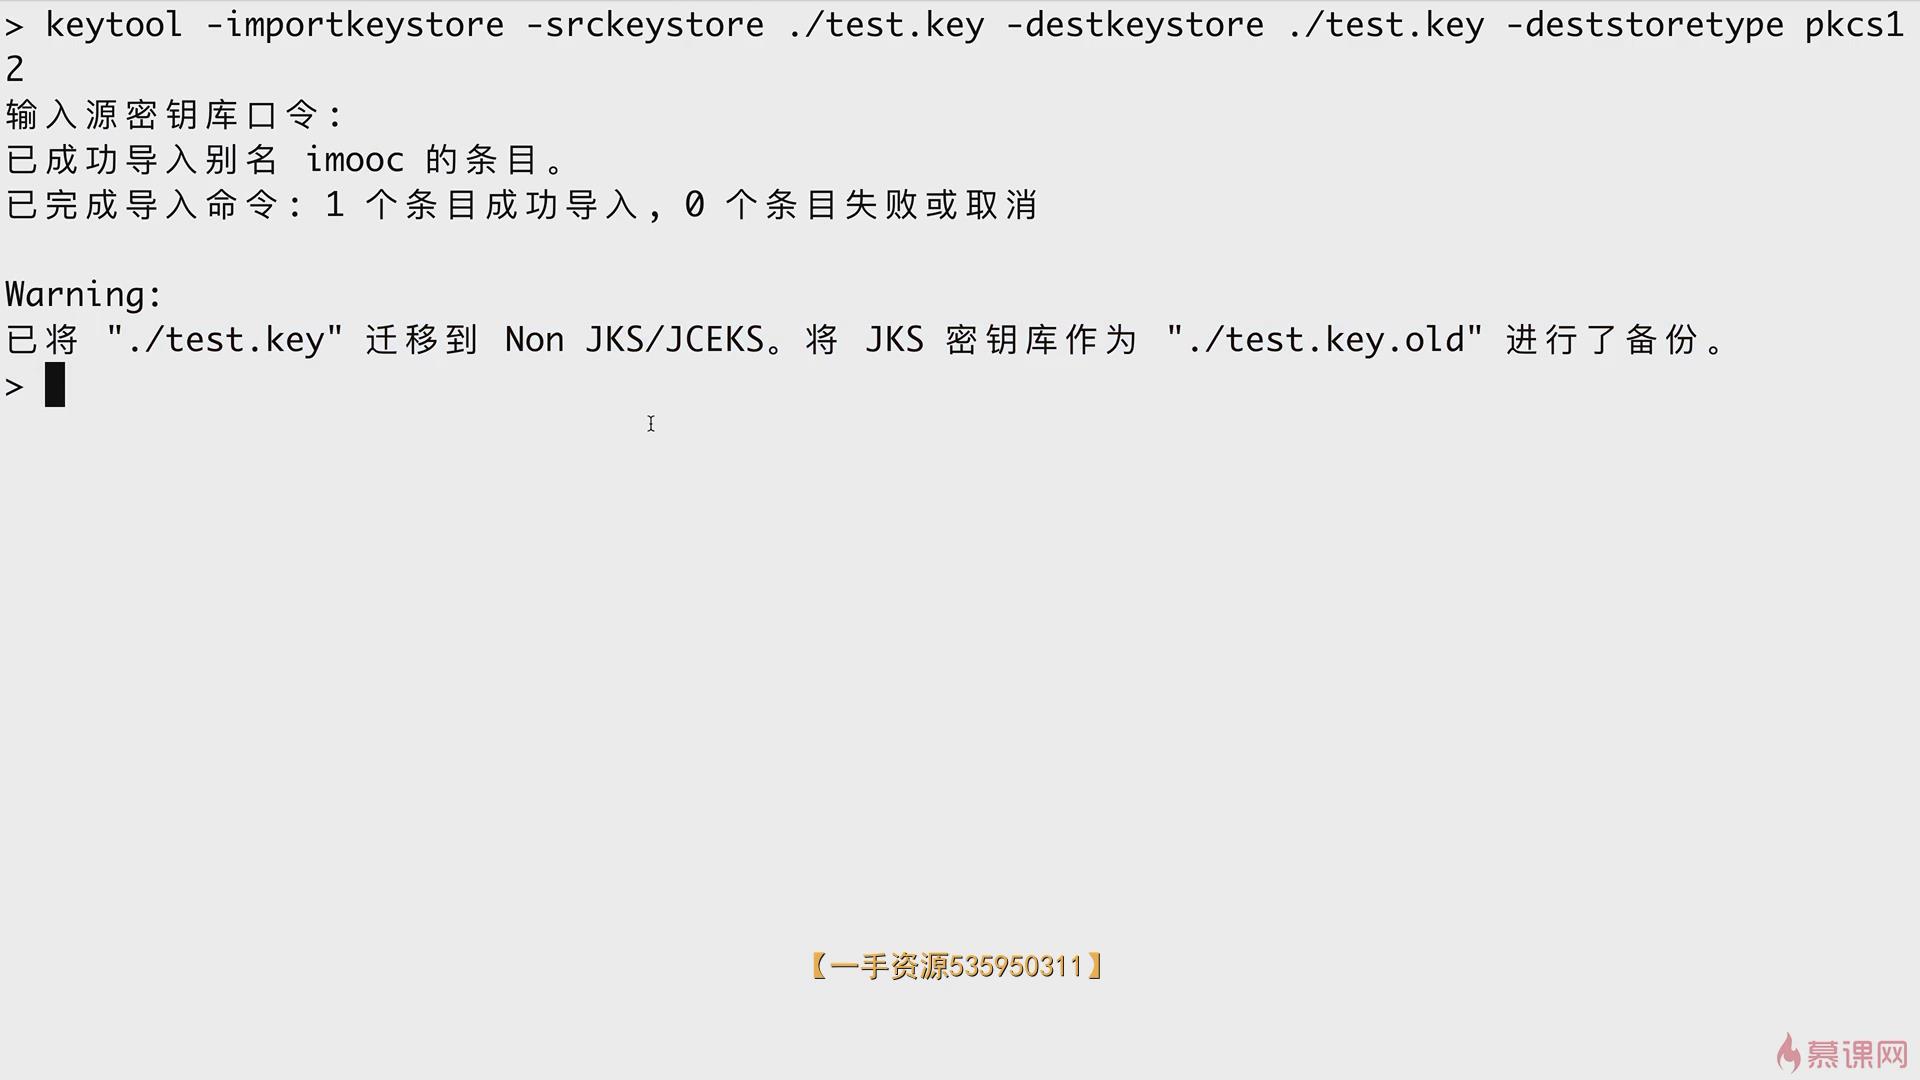 > keytool -importkeystore -srckeystore ./test.key -destkeystore ./test.key -deststoretype pkcs1
2
输入源密钥库口令:
已成功导入别名 imooc 的条目。
已完成导入命令: 1 个条目成功导入, 0 个条目失败或取消
Warning:
已将 "./test.key" 迁移到 Non JKS/JCEKS。将 JKS 密钥库作为 "./test.key.old" 进行了备份。
>
【一手资源535950311】
慕课网